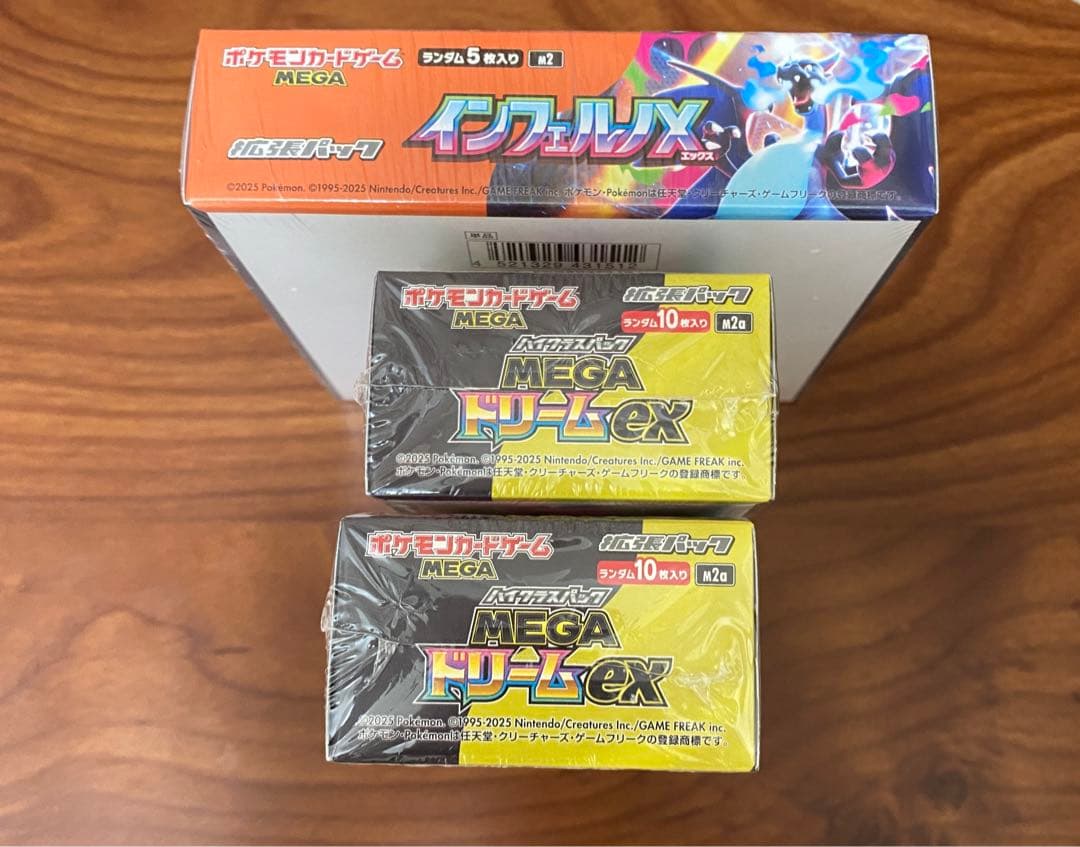 ポケモンカードゲーム
MEGA
ランダム5枚入り M2
インフェルノX
エックス
拡張パック
©2025 Pokémon. ©1995-2025 Nintendo/Creatures Inc./GAME FREAK inc. ポケモン・Pokémonは任天堂・クリーチャーズ・ゲームフリークの登録商標です。
単品
4 521329 431512
ポケモンカードゲーム
MEGA
拡張パック
ランダム10枚入り M2a
ハイクラスパック
MEGA
ドリームex
©2025 Pokémon. ©1995-2025 Nintendo/Creatures Inc./GAME FREAK inc.
ポケモン・Pokémonは任天堂・クリーチャーズ・ゲームフリークの登録商標です。
ポケモンカードゲーム
MEGA
拡張パック
ランダム10枚入り M2a
ハイクラスパック
MEGA
ドリームex
©2025 Pokémon. ©1995-2025 Nintendo/Creatures Inc./GAME FREAK inc.
ポケモン・Pokémonは任天堂・クリーチャーズ・ゲームフリークの登録商標です。